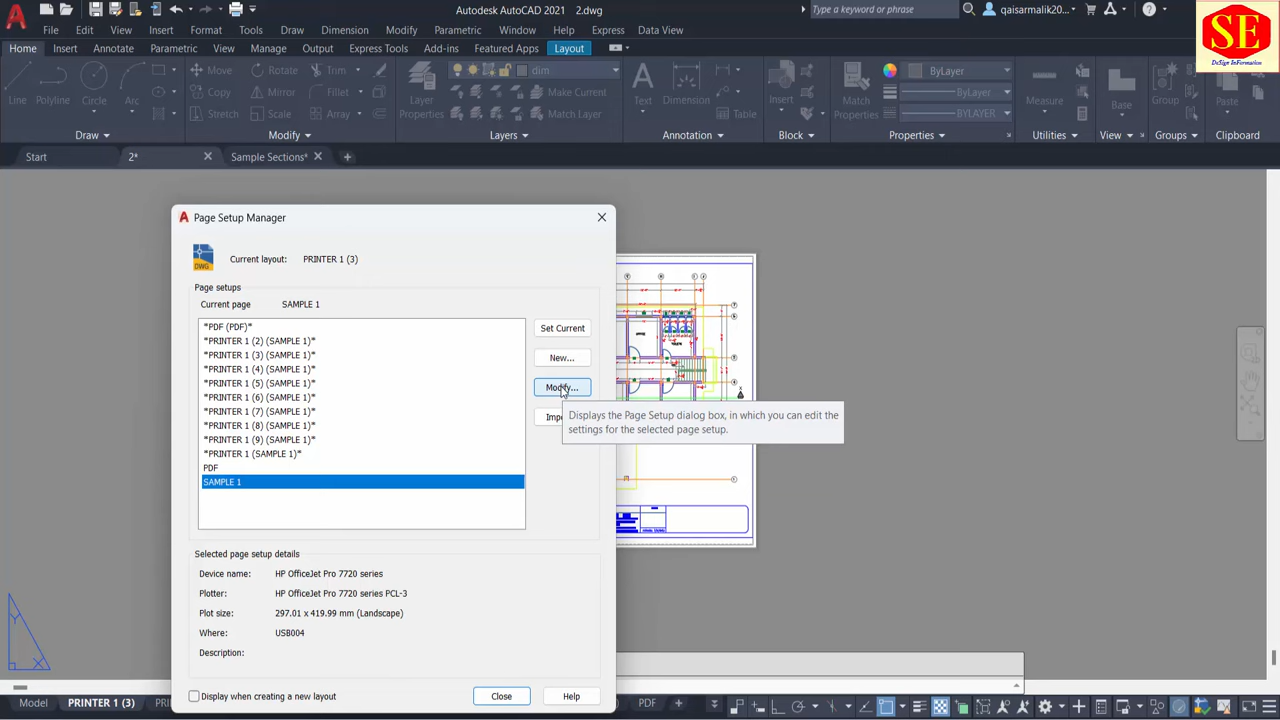 Autodesk AutoCAD 2021 2.dwg
Type a keyword or phrase
qaisarmalik20...
SE
DeSign InFormation
File Edit View Insert Format Tools Draw Dimension Modify Parametric Window Help Express Data View
Home Insert Annotate Parametric View Manage Output Express Tools Add-ins Featured Apps Layout
Line Polyline Circle Arc
Move Rotate Trim
Copy Mirror Fillet
Stretch Scale Array
Layer Properties
Make Current
Match Layer
Text Dimension
Table
Insert
Match Properties
ByLayer
ByLayer
ByLayer
Measure
Base
Group
Paste
Draw Modify Layers Annotation Block Properties Utilities View Groups Clipboard
Start 2* Sample Sections*
Page Setup Manager
Current layout: PRINTER 1 (3)
Page setups
Current page SAMPLE 1
*PDF (PDF)*
*PRINTER 1 (2) (SAMPLE 1)*
*PRINTER 1 (3) (SAMPLE 1)*
*PRINTER 1 (4) (SAMPLE 1)*
*PRINTER 1 (5) (SAMPLE 1)*
*PRINTER 1 (6) (SAMPLE 1)*
*PRINTER 1 (7) (SAMPLE 1)*
*PRINTER 1 (8) (SAMPLE 1)*
*PRINTER 1 (9) (SAMPLE 1)*
*PRINTER 1 (SAMPLE 1)*
PDF
SAMPLE 1
Set Current
New...
Modify...
Displays the Page Setup dialog box, in which you can edit the
settings for the selected page setup.
Selected page setup details
Device name: HP OfficeJet Pro 7720 series
Plotter: HP OfficeJet Pro 7720 series PCL-3
Plot size: 297.01 x 419.99 mm (Landscape)
Where: USB004
Description:
Display when creating a new layout
Close
Help
Y
X
Model PRINTER 1 (3) PDF